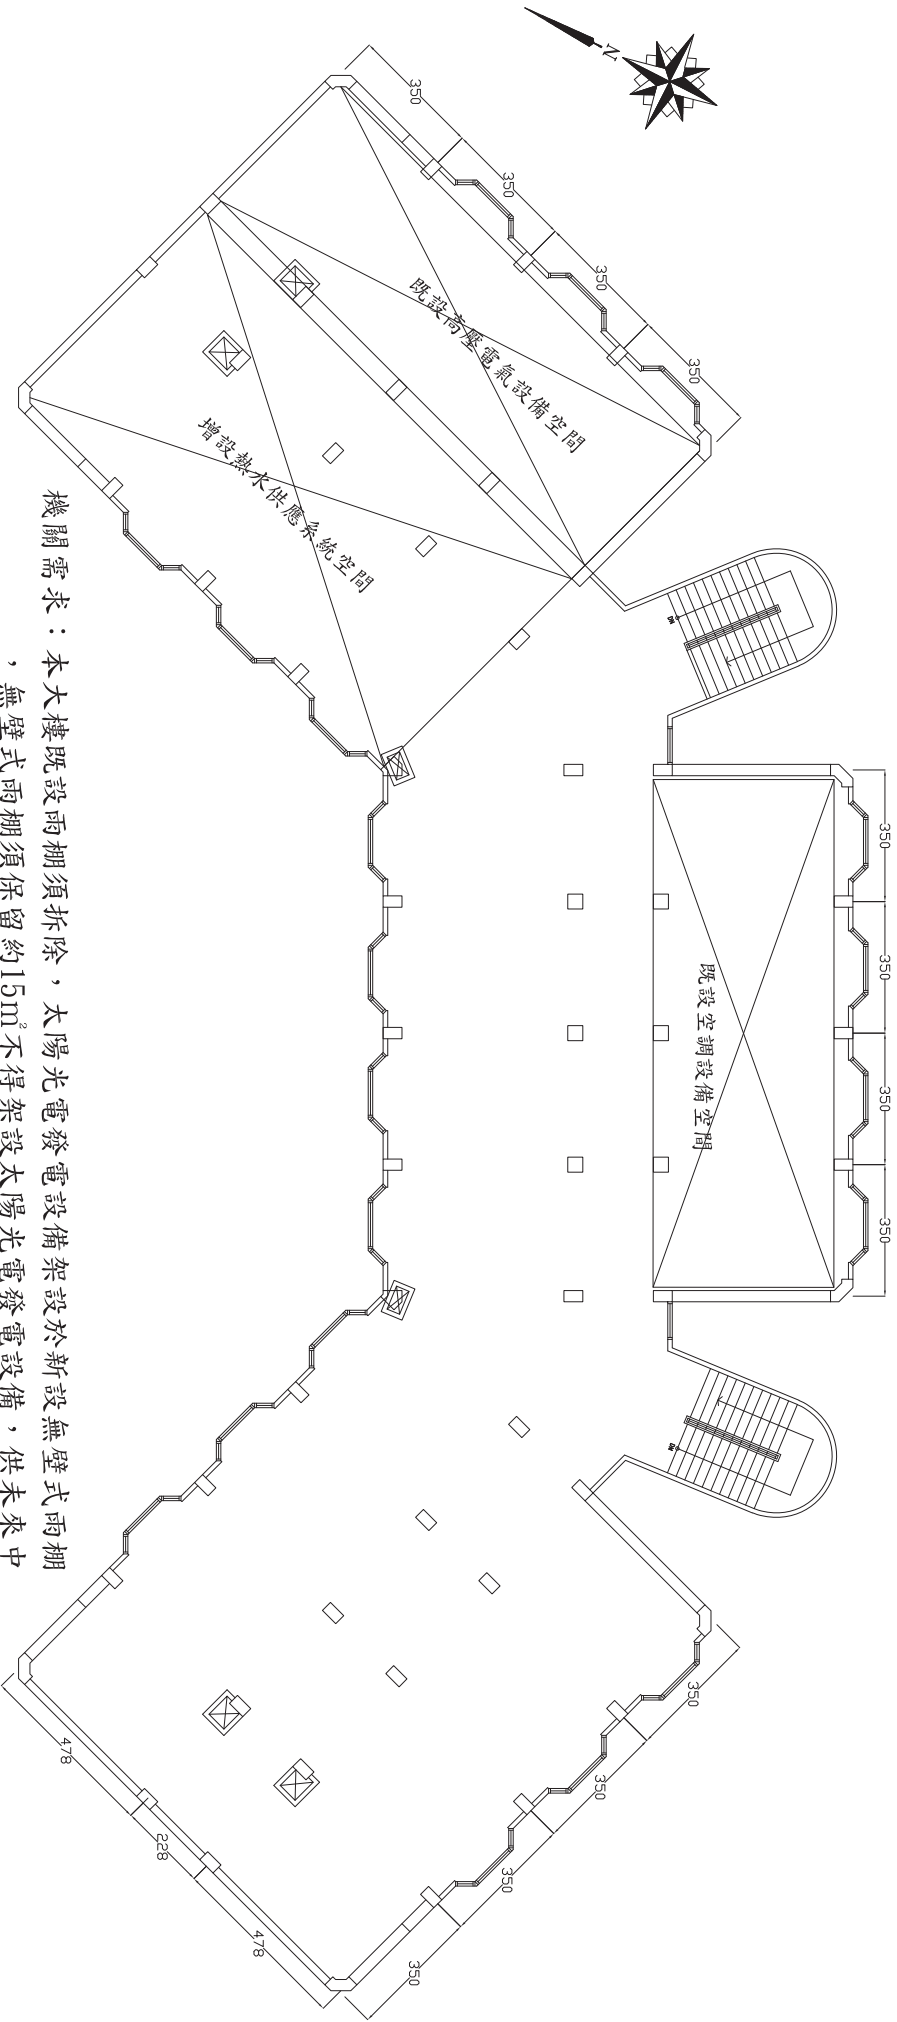 N
350
350
350
350
既設高壓電氣設備空間
增設熱水供應系統空間
DN
350
350
350
350
既設空調設備空間
DN
350
350
350
350
478
228
478
機關需求：本大樓既設雨棚須拆除，太陽光電發電設備架設於新設無壁式雨棚
，無壁式雨棚須保留約15m²不得架設太陽光電發電設備，供未來中